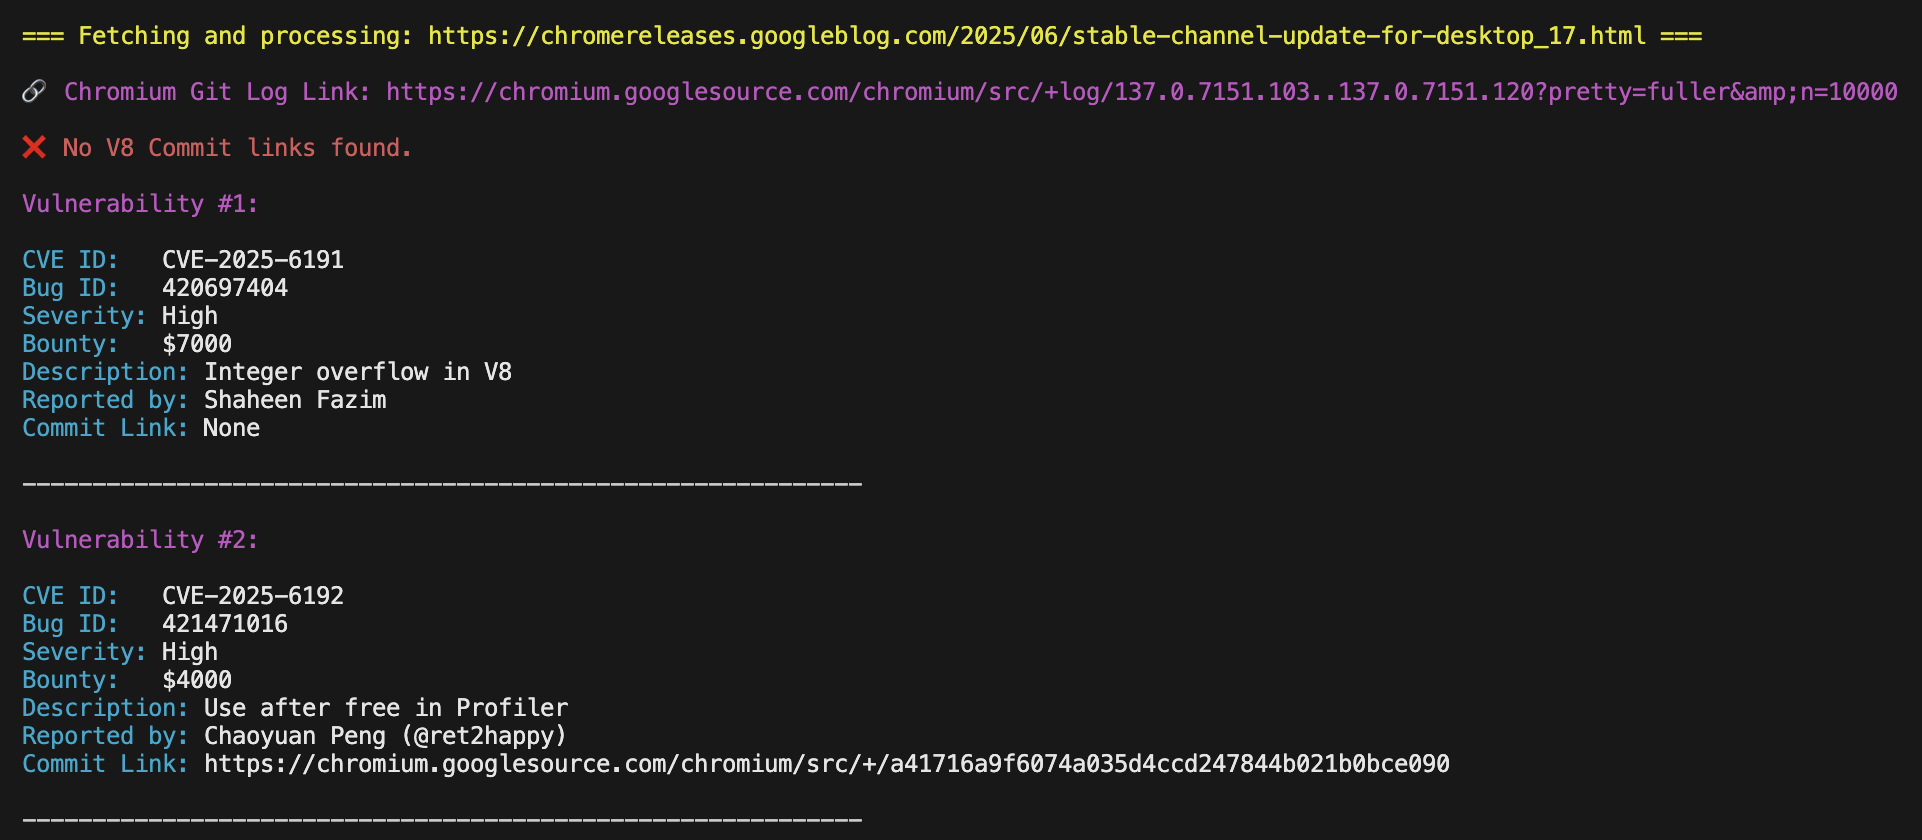 === Fetching and processing: https://chromereleases.googleblog.com/2025/06/stable-channel-update-for-desktop_17.html ===
🔗 Chromium Git Log Link: https://chromium.googlesource.com/chromium/src/+log/137.0.7151.103..137.0.7151.120?pretty=fuller&amp;n=10000
❌ No V8 Commit links found.
Vulnerability #1:
CVE ID:   CVE-2025-6191
Bug ID:   420697404
Severity: High
Bounty:   $7000
Description: Integer overflow in V8
Reported by: Shaheen Fazim
Commit Link: None
------------------------------------------------------------
Vulnerability #2:
CVE ID:   CVE-2025-6192
Bug ID:   421471016
Severity: High
Bounty:   $4000
Description: Use after free in Profiler
Reported by: Chaoyuan Peng (@ret2happy)
Commit Link: https://chromium.googlesource.com/chromium/src/+/a41716a9f6074a035d4ccd247844b021b0bce090
------------------------------------------------------------